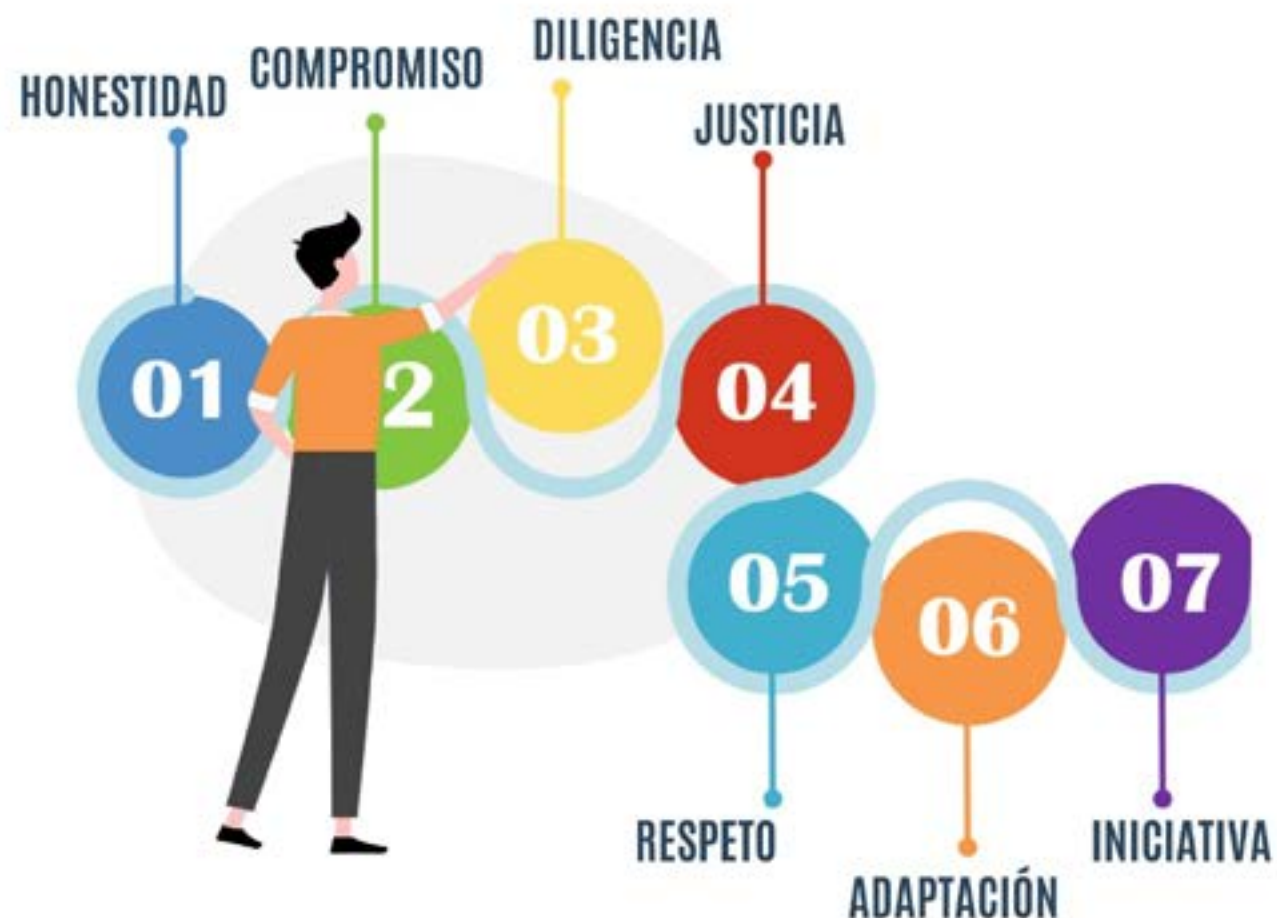 HONESTIDAD
COMPROMISO
DILIGENCIA
JUSTICIA
01
2
03
04
05
06
07
RESPETO
ADAPTACIÓN
INICIATIVA